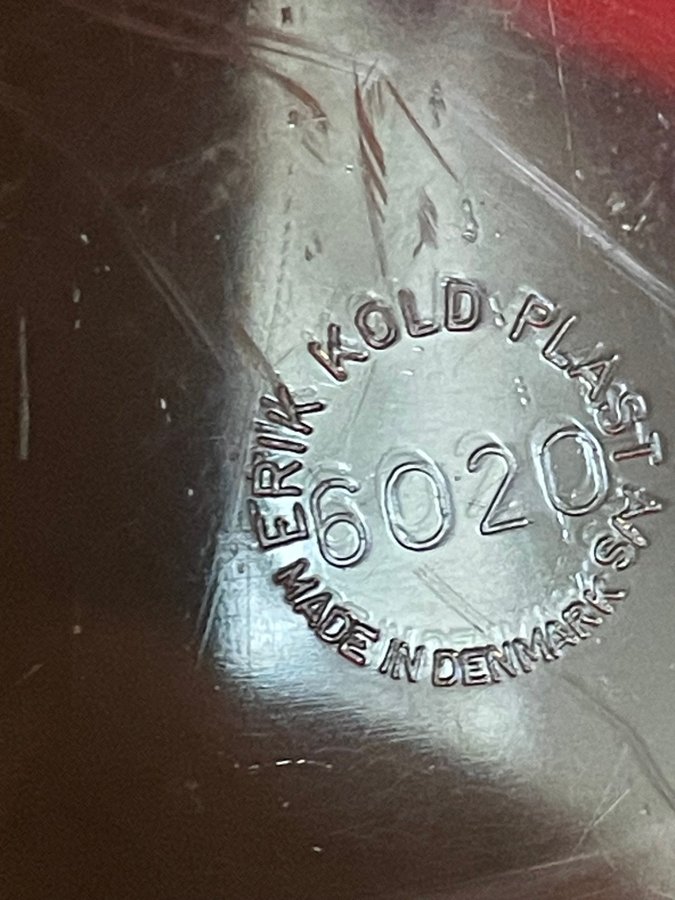 ERIK KOLD PLAST A/S
6020
MADE IN DENMARK